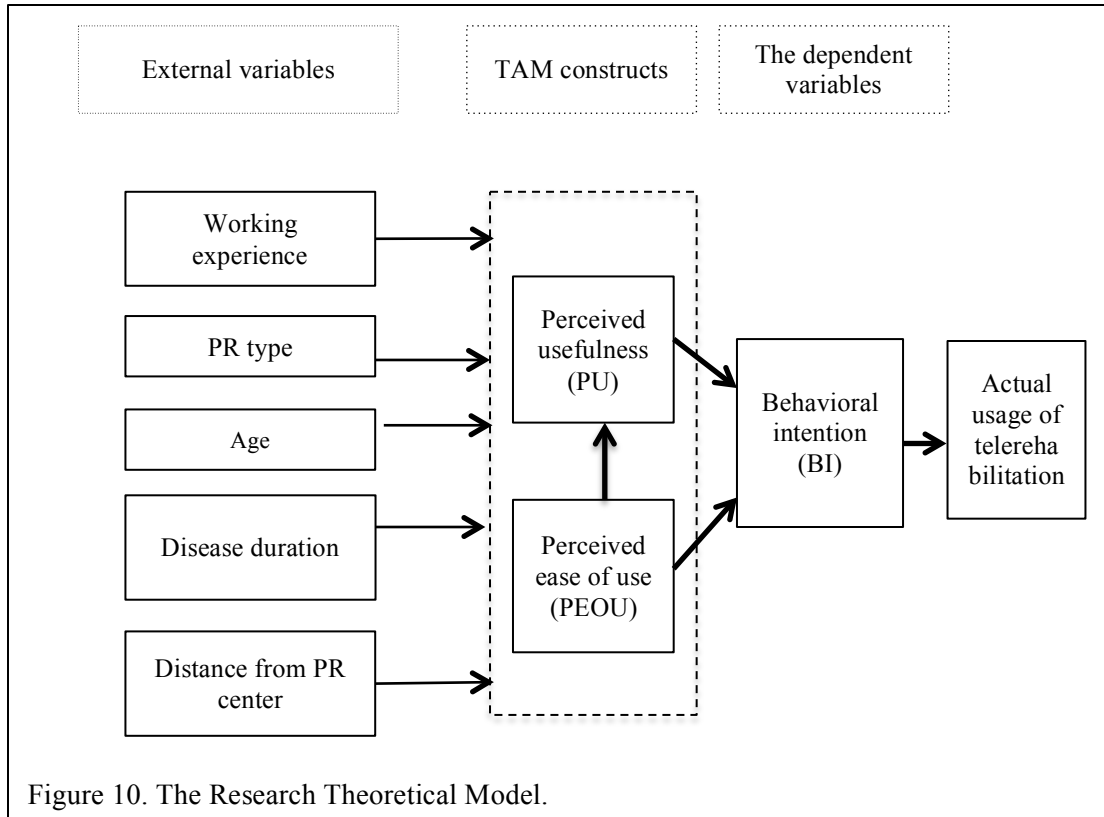 External variables
TAM constructs
The dependent
variables
Working
experience
PR type
Age
Disease duration
Distance from PR
center
Perceived
usefulness
(PU)
Perceived
ease of use
(PEOU)
Behavioral
intention
(BI)
Actual
usage of
telereha
bilitation
Figure 10. The Research Theoretical Model.